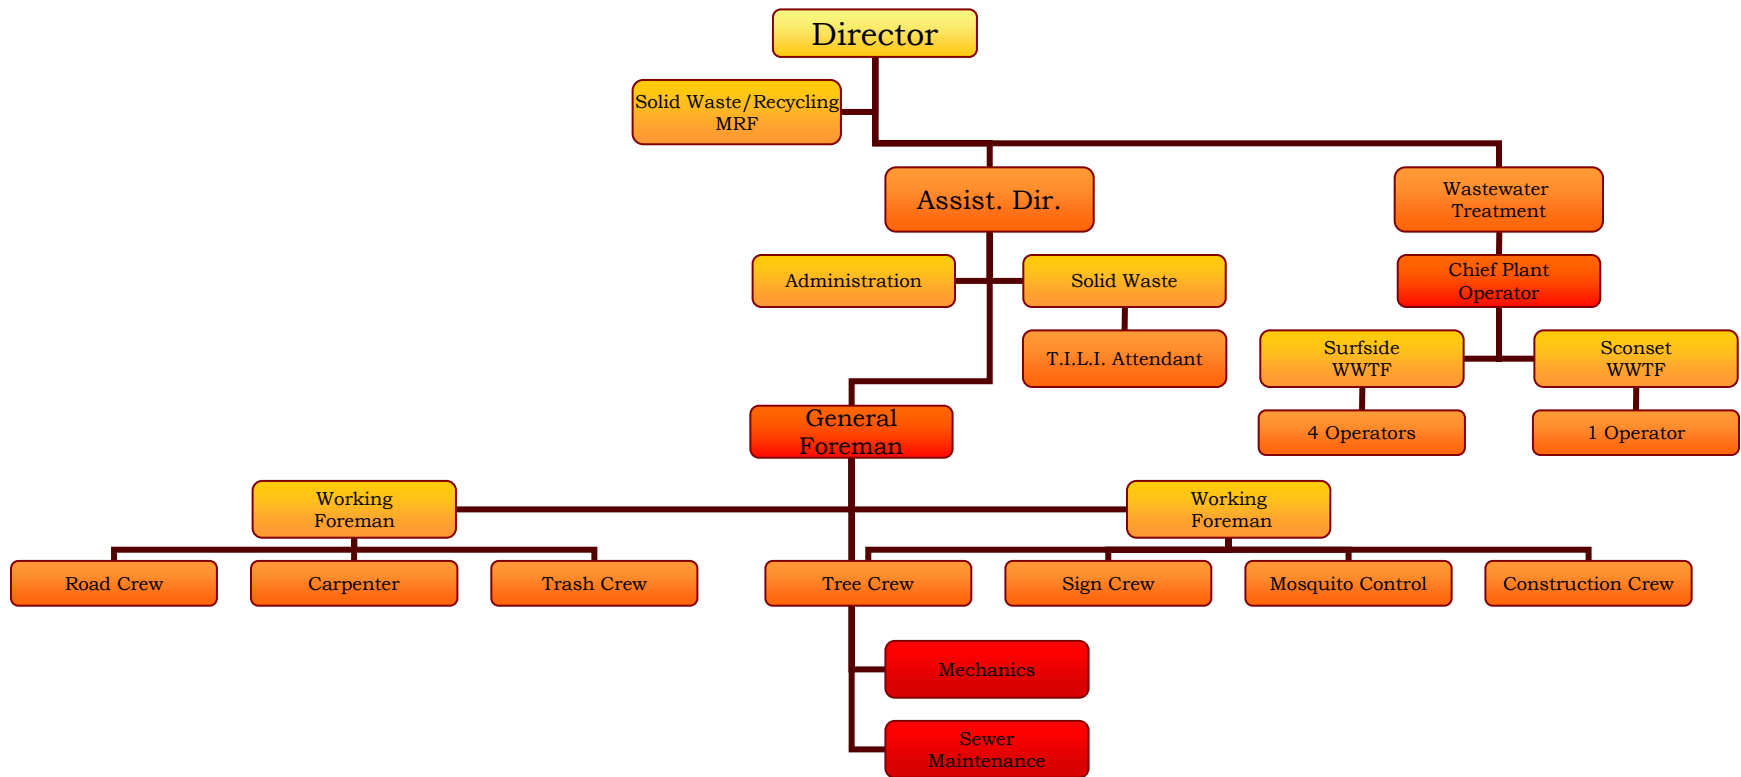 Director
Solid Waste/Recycling
MRF
Assist. Dir.
Wastewater
Treatment
Administration
Solid Waste
Chief Plant
Operator
T.I.L.I. Attendant
Surfside
WWTF
Sconset
WWTF
General
Foreman
4 Operators
1 Operator
Working
Foreman
Working
Foreman
Road Crew
Carpenter
Trash Crew
Tree Crew
Sign Crew
Mosquito Control
Construction Crew
Mechanics
Sewer
Maintenance